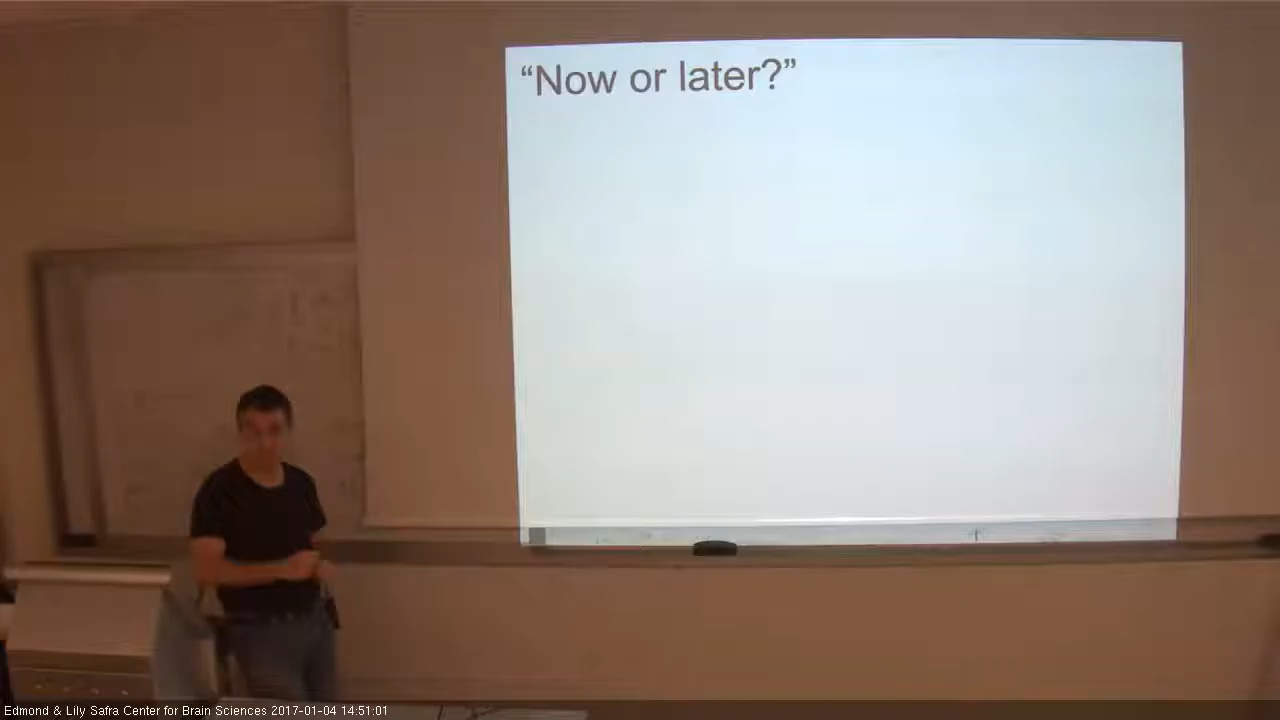 “Now or later?”
Edmond & Lily Safra Center for Brain Sciences 2017-01-04 14:51:01